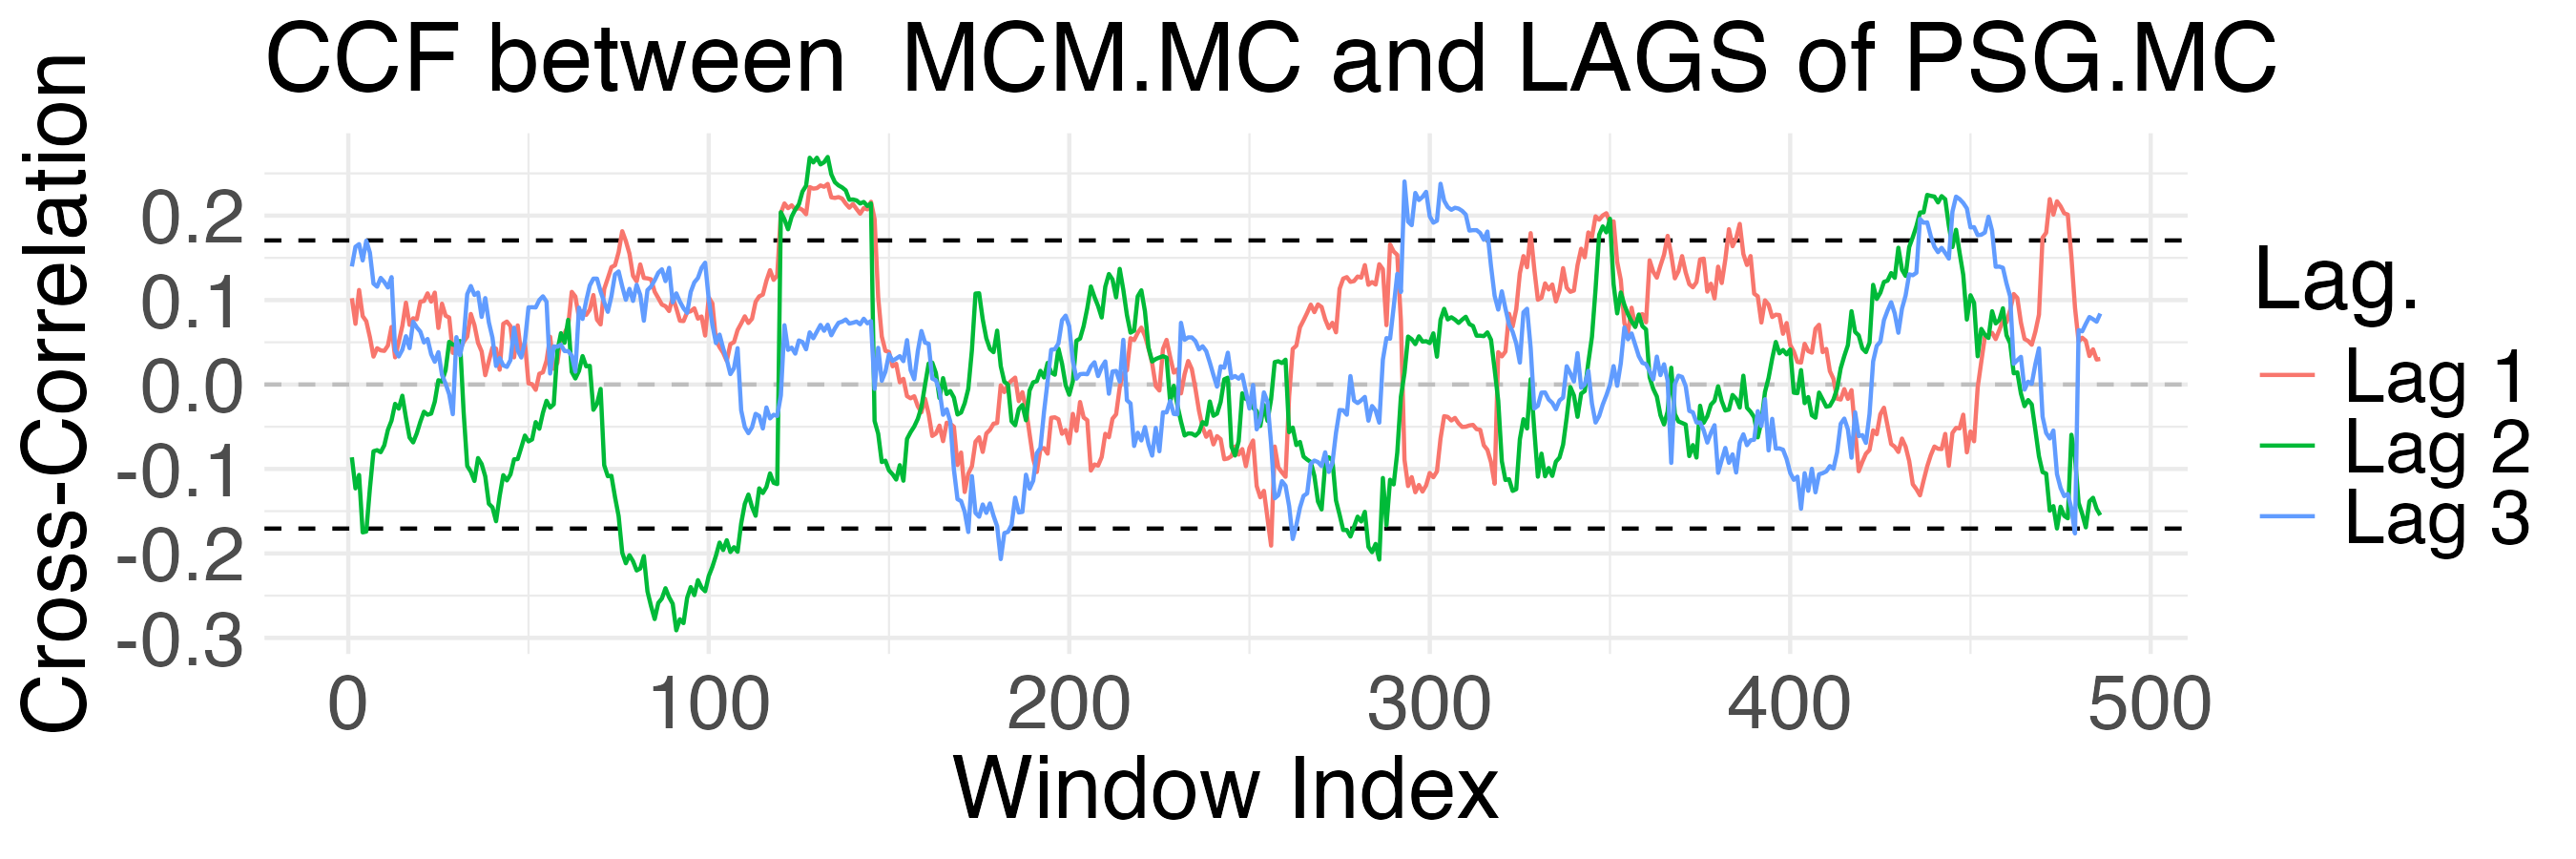 CCF between  MCM.MC and LAGS of PSG.MC
Cross-Correlation
0.2
0.1
0.0
-0.1
-0.2
-0.3
0 100 200 300 400 500
Window Index
Lag.
Lag 1
Lag 2
Lag 3